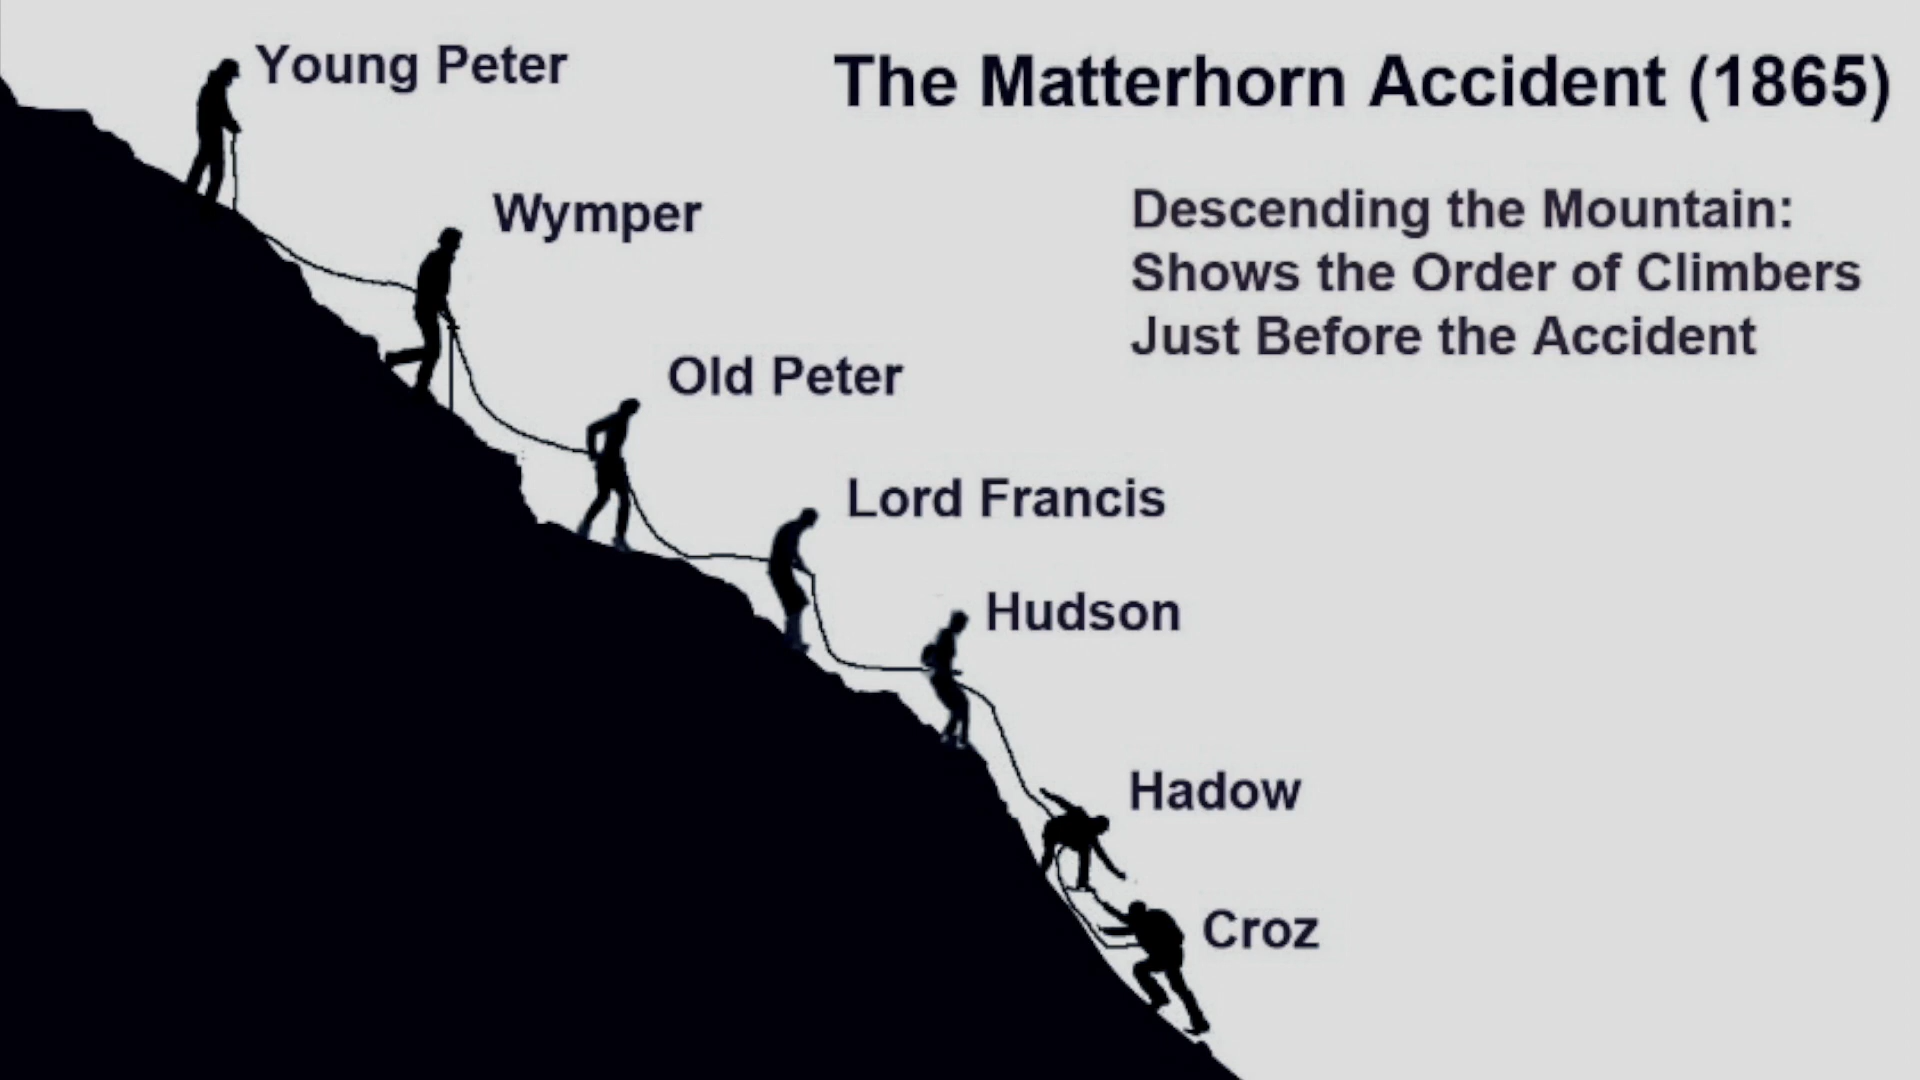 Young Peter
The Matterhorn Accident (1865)
Wymper
Descending the Mountain:
Shows the Order of Climbers
Just Before the Accident
Old Peter
Lord Francis
Hudson
Hadow
Croz